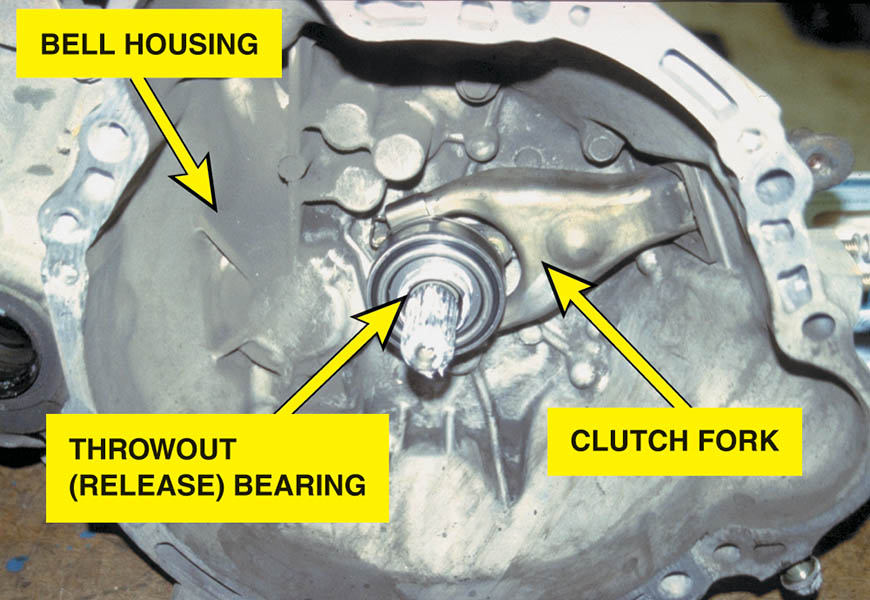 BELL HOUSING
THROWOUT
(RELEASE) BEARING
CLUTCH FORK